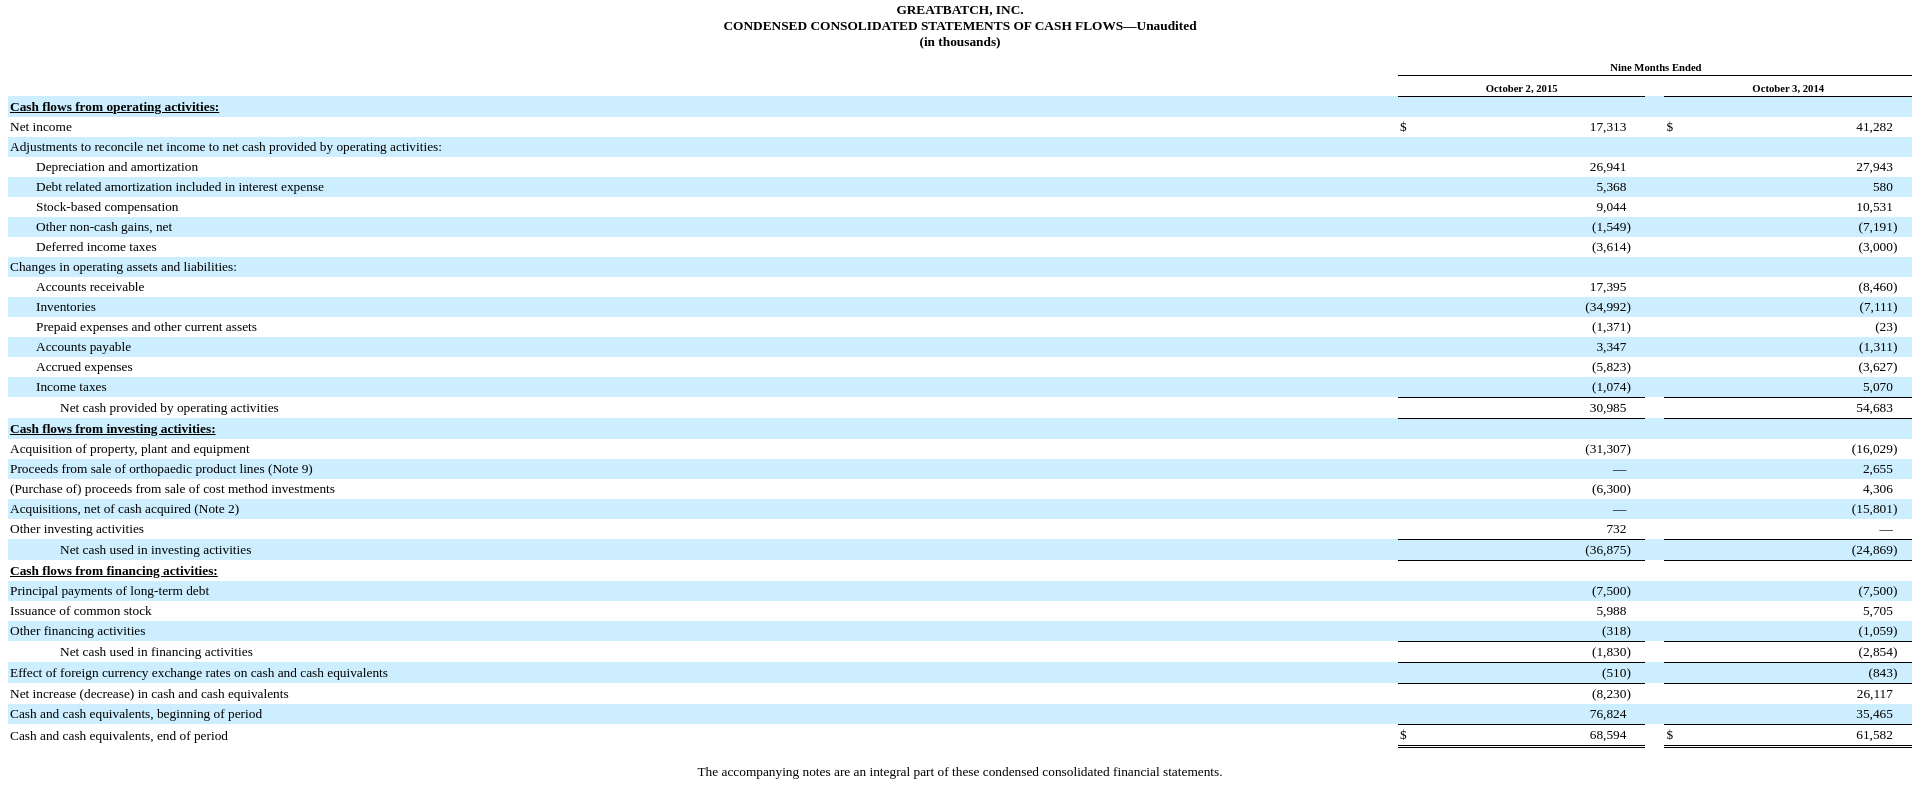 GREATBATCH, INC.
CONDENSED CONSOLIDATED STATEMENTS OF CASH FLOWS—Unaudited
(in thousands)
Nine Months Ended
October 2, 2015 October 3, 2014
Cash flows from operating activities:
Net income $ 17,313 $ 41,282
Adjustments to reconcile net income to net cash provided by operating activities:
Depreciation and amortization 26,941 27,943
Debt related amortization included in interest expense 5,368 580
Stock-based compensation 9,044 10,531
Other non-cash gains, net (1,549) (7,191)
Deferred income taxes (3,614) (3,000)
Changes in operating assets and liabilities:
Accounts receivable 17,395 (8,460)
Inventories (34,992) (7,111)
Prepaid expenses and other current assets (1,371) (23)
Accounts payable 3,347 (1,311)
Accrued expenses (5,823) (3,627)
Income taxes (1,074) 5,070
Net cash provided by operating activities 30,985 54,683
Cash flows from investing activities:
Acquisition of property, plant and equipment (31,307) (16,029)
Proceeds from sale of orthopaedic product lines (Note 9) — 2,655
(Purchase of) proceeds from sale of cost method investments (6,300) 4,306
Acquisitions, net of cash acquired (Note 2) — (15,801)
Other investing activities 732 —
Net cash used in investing activities (36,875) (24,869)
Cash flows from financing activities:
Principal payments of long-term debt (7,500) (7,500)
Issuance of common stock 5,988 5,705
Other financing activities (318) (1,059)
Net cash used in financing activities (1,830) (2,854)
Effect of foreign currency exchange rates on cash and cash equivalents (510) (843)
Net increase (decrease) in cash and cash equivalents (8,230) 26,117
Cash and cash equivalents, beginning of period 76,824 35,465
Cash and cash equivalents, end of period $ 68,594 $ 61,582
The accompanying notes are an integral part of these condensed consolidated financial statements.